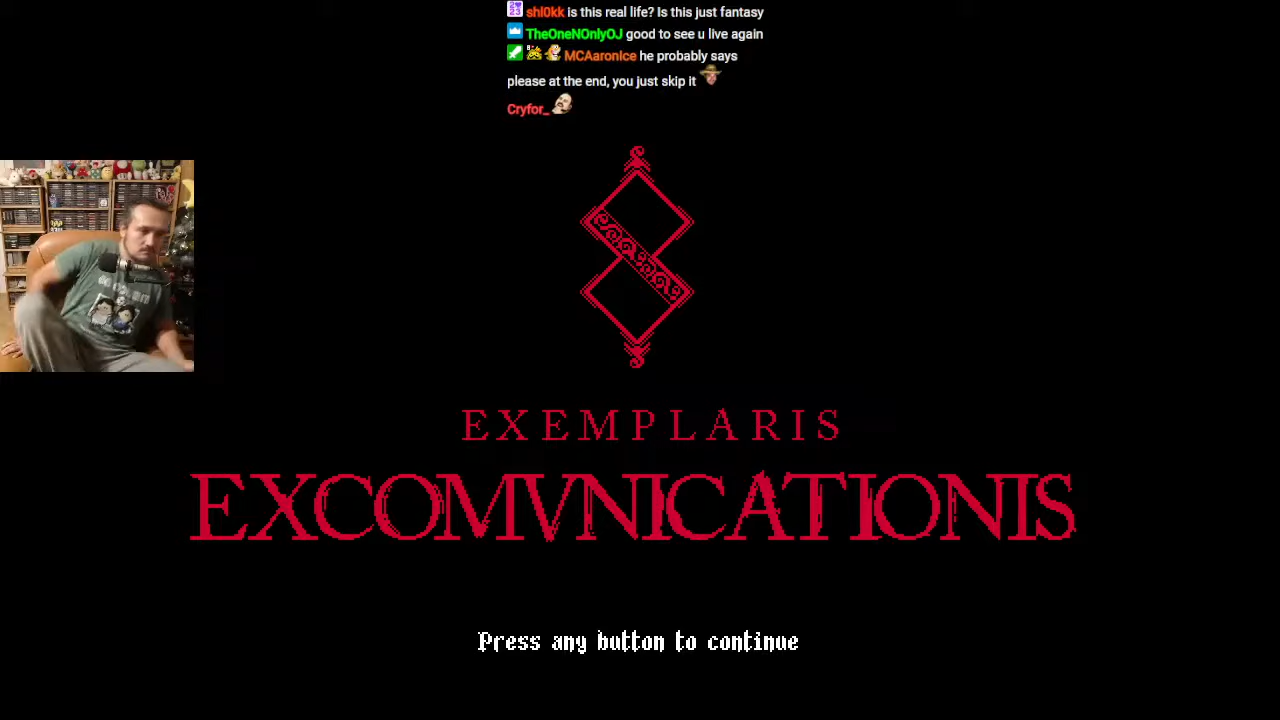 shl0kk is this real life? Is this just fantasy
TheOneNOnlyOJ good to see u live again
MCAaronIce he probably says
please at the end, you just skip it
Cryfor_
EXEMPLARIS
EXCOMVNICATIONIS
Press any button to continue